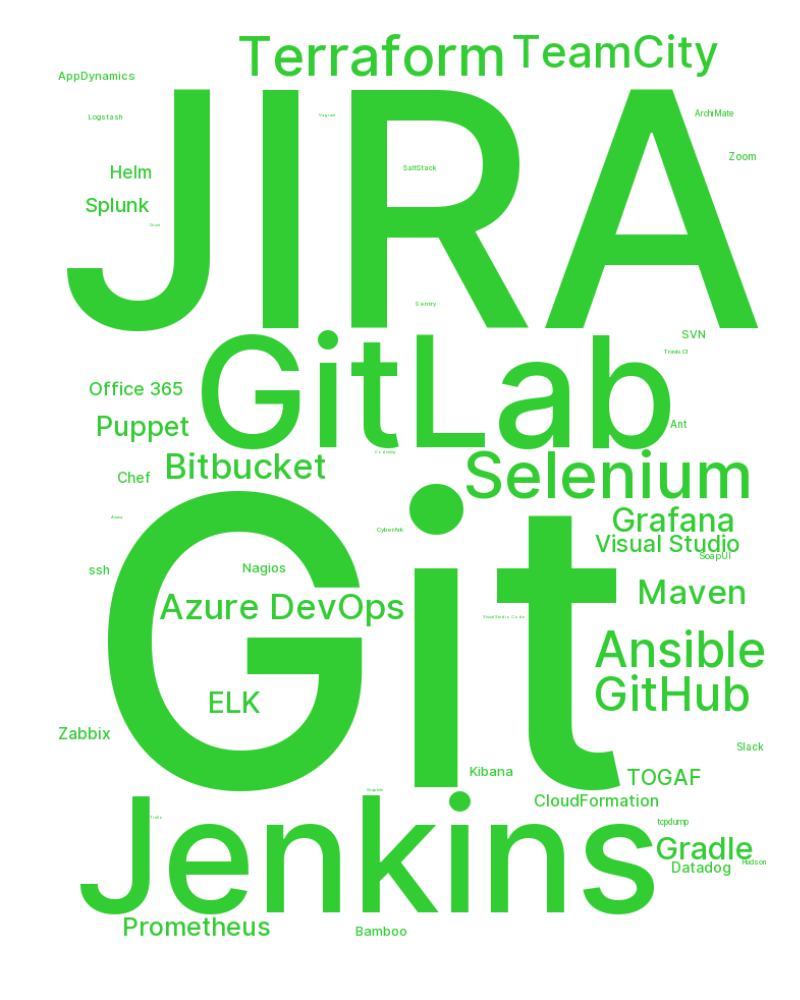 Terraform TeamCity
AppDynamics
JIRA
Logstash
ArchiMate
Zoom
SaltStack
Helm
Splunk
Sentry
SVN
GitLab
Travis CI
Office 365
Puppet
Ant
Bitbucket
Selenium
Chef
Git
Grafana
CyberArk
Visual Studio
SoapUI
ssh
Nagios
Azure DevOps
Maven
Visual Studio Code
Ansible
GitHub
ELK
Zabbix
Slack
Kibana
TOGAF
CloudFormation
Jenkins
tcpdump
Gradle
Hudson
Datadog
Prometheus
Bamboo